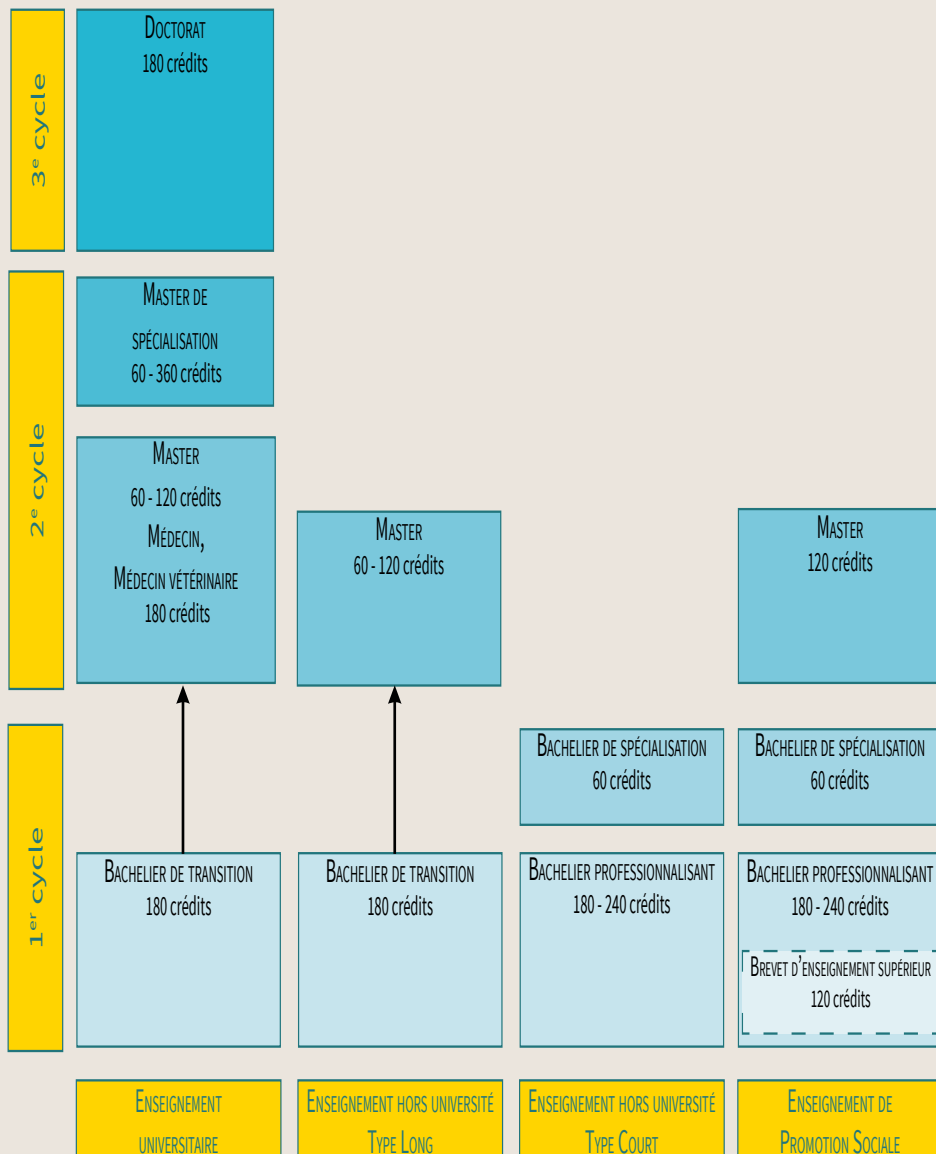 3e cycle
DOCTORAT
180 crédits
2e cycle
MASTER DE
SPÉCIALISATION
60 - 360 crédits
MASTER
60 - 120 crédits
MÉDECIN,
MÉDECIN VÉTÉRINAIRE
180 crédits
MASTER
60 - 120 crédits
MASTER
120 crédits
1er cycle
BACHELIER DE SPÉCIALISATION
60 crédits
BACHELIER DE SPÉCIALISATION
60 crédits
BACHELIER DE TRANSITION
180 crédits
BACHELIER DE TRANSITION
180 crédits
BACHELIER PROFESSIONNALISANT
180 - 240 crédits
BACHELIER PROFESSIONNALISANT
180 - 240 crédits
BREVET D'ENSEIGNEMENT SUPÉRIEUR
120 crédits
ENSEIGNEMENT
UNIVERSITAIRE
ENSEIGNEMENT HORS UNIVERSITÉ
TYPE LONG
ENSEIGNEMENT HORS UNIVERSITÉ
TYPE COURT
ENSEIGNEMENT DE
PROMOTION SOCIALE